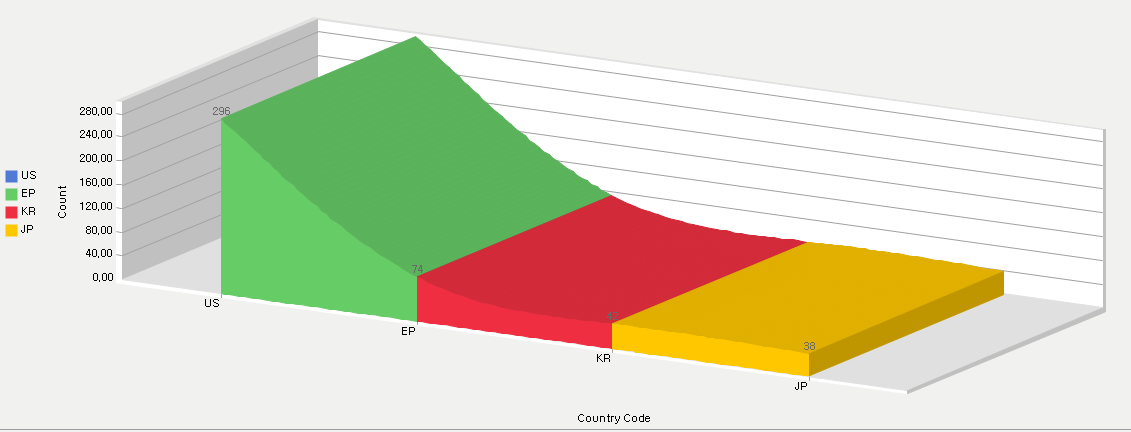 296
280,00
240,00
200,00
160,00
120,00
80,00
40,00
0,00
Count
US
EP
KR
JP
74
38
US
EP
KR
JP
Country Code